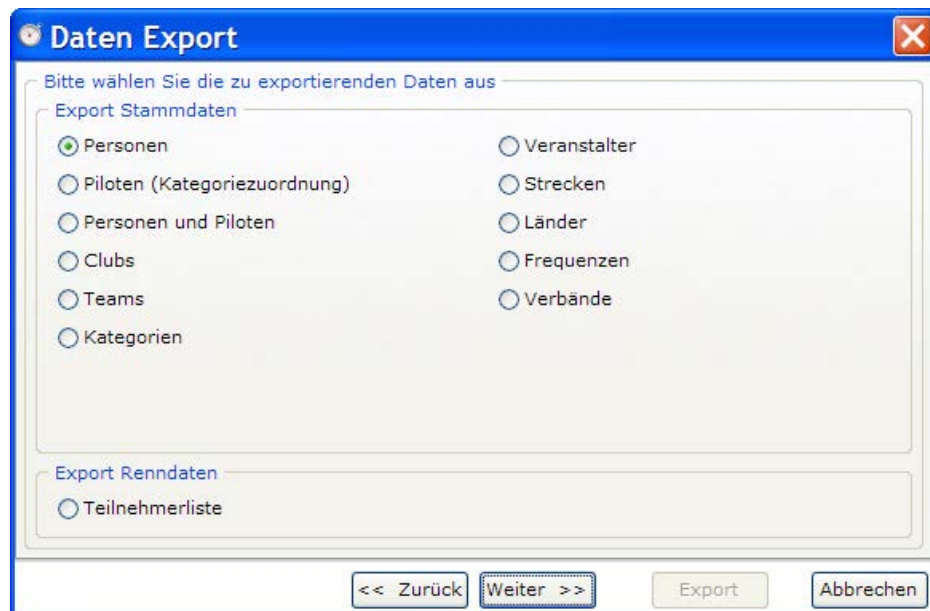 Daten Export
Bitte wählen Sie die zu exportierenden Daten aus
Export Stammdaten
Personen
Piloten (Kategoriezuordnung)
Personen und Piloten
Clubs
Teams
Kategorien
Veranstalter
Strecken
Länder
Frequenzen
Verbände
Export Renndaten
Teilnehmerliste
<< Zurück
Weiter >>
Export
Abbrechen